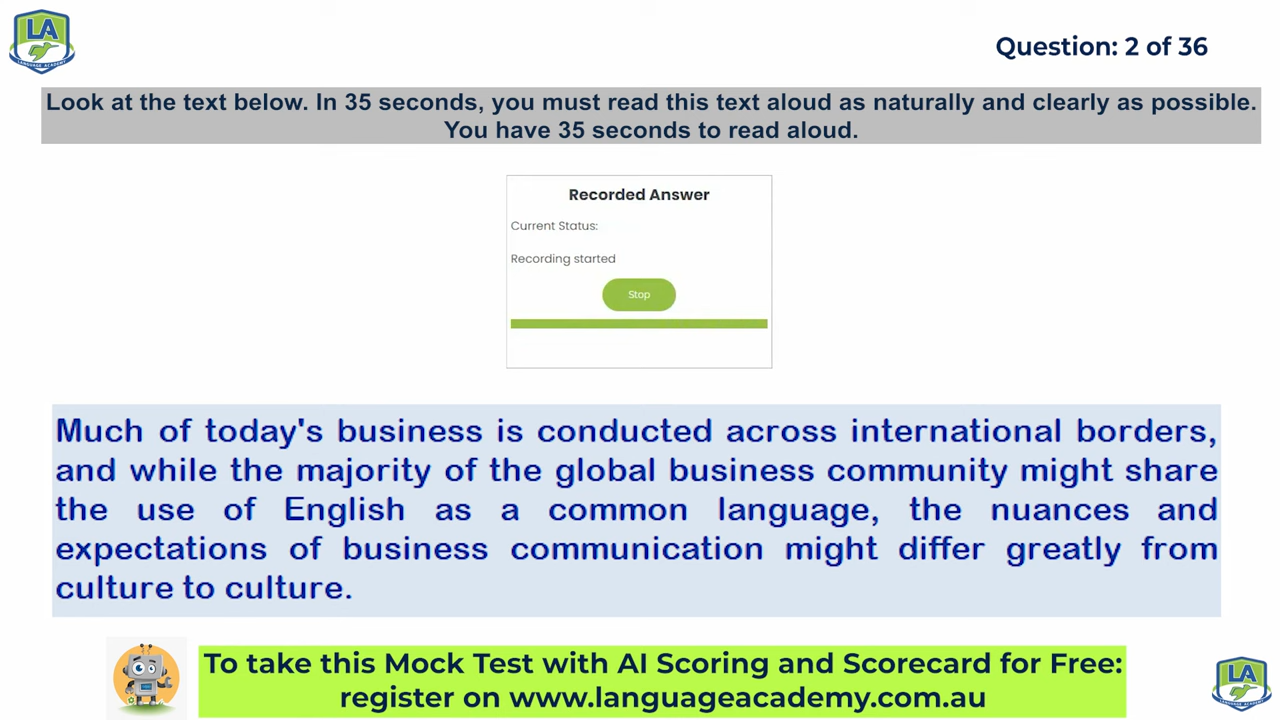 LA
LANGUAGE ACADEMY
Question: 2 of 36
Look at the text below. In 35 seconds, you must read this text aloud as naturally and clearly as possible.
You have 35 seconds to read aloud.
Recorded Answer
Current Status:
Recording started
Stop
Much of today's business is conducted across international borders,
and while the majority of the global business community might share
the use of English as a common language, the nuances and
expectations of business communication might differ greatly from
culture to culture.
To take this Mock Test with AI Scoring and Scorecard for Free:
register on www.languageacademy.com.au
LA
LANGUAGE ACADEMY